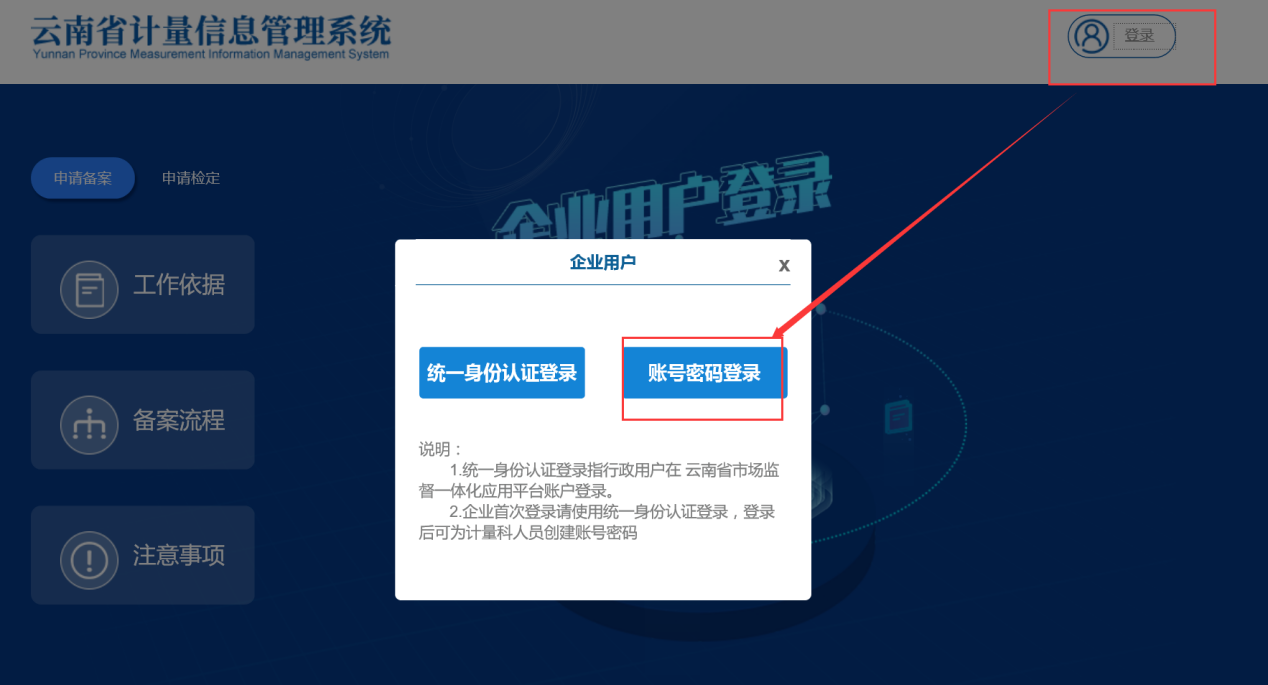 云南省计量信息管理系统
Yunnan Province Measurement Information Management System
登录
申请备案
申请检定
企业用户登录
工作依据
备案流程
注意事项
企业用户
x
统一身份认证登录
账号密码登录
说明：
1.统一身份认证登录指行政用户在 云南省市场监
督一体化应用平台账户登录。
2.企业首次登录请使用统一身份认证登录，登录
后可为计量科人员创建账号密码